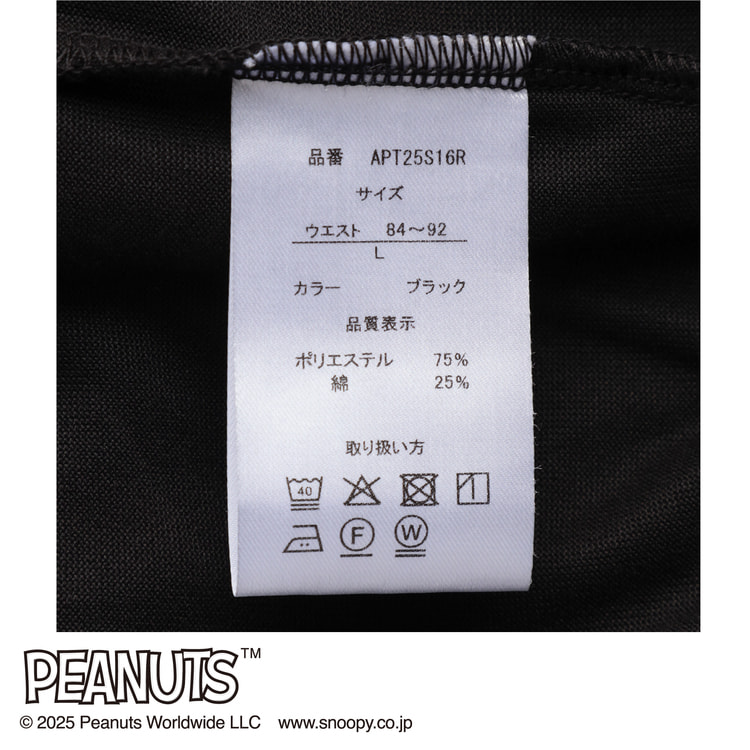 品番 APT25S16R
サイズ
ウエスト 84～92
L
カラー ブラック
品質表示
ポリエステル 75%
綿 25%
取り扱い方
40
F W
PEANUTS™
© 2025 Peanuts Worldwide LLC www.snoopy.co.jp